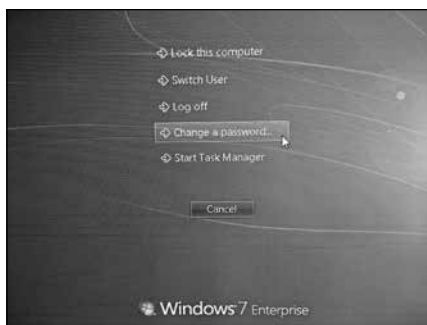 Lock this computer
Switch User
Log off
Change a password...
Start Task Manager
Cancel
Windows 7 Enterprise